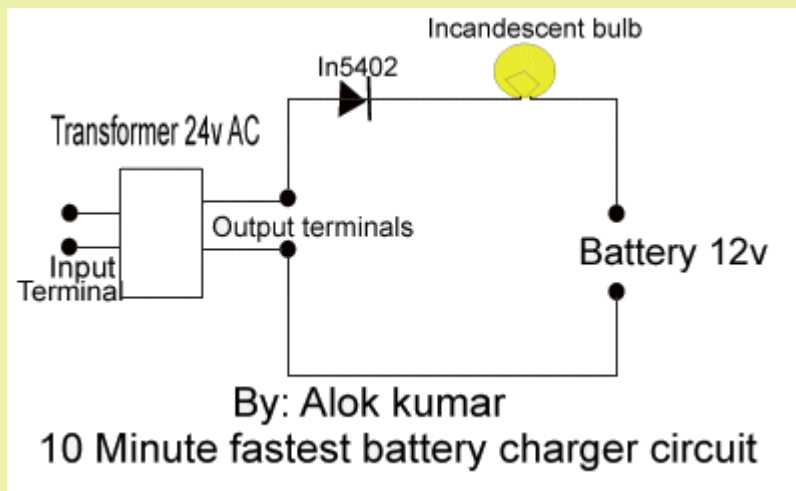 Incandescent bulb
In5402
Transformer 24v AC
Output terminals
Input
Terminal
Battery 12v
By: Alok kumar
10 Minute fastest battery charger circuit